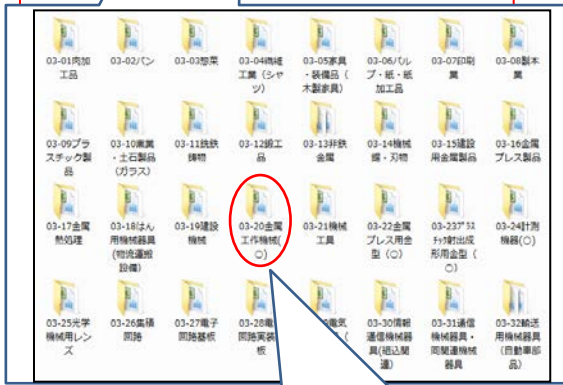 03-01肉加
工品
03-02パン
03-03惣菜
03-04繊維
工業（シャ
ツ）
03-05家具
・装備品（
木製家具）
03-06パル
プ・紙・紙
加工品
03-07印刷
業
03-08製本
業
03-09プラ
スチック製
品
03-10窯業
・土石製品
（ガラス）
03-11銑鉄
鋳物
03-12鍛工
品
03-13非鉄
金属
03-14機械
鋸・刃物
03-15建設
用金属製品
03-16金属
プレス製品
03-17金属
熱処理
03-18はん
用機械器具
(物流運搬
設備)
03-19建設
機械
03-20金属
工作機械(
○)
03-21機械
工具
03-22金属
プレス用金
型（○）
03-23ﾌﾟﾗｽ
ﾁｯｸ射出成
形用金型（
○）
03-24計測
機器(○)
03-25光学
機械用レン
ズ
03-26集積
回路
03-27電子
回路基板
03-28電
回路実装
板
電気
（
03-30情報
通信機械器
具(組込関
連)
03-31通信
機械器具・
同関連機械
器具
03-32輸送
用機械器具
（自動車部
品）